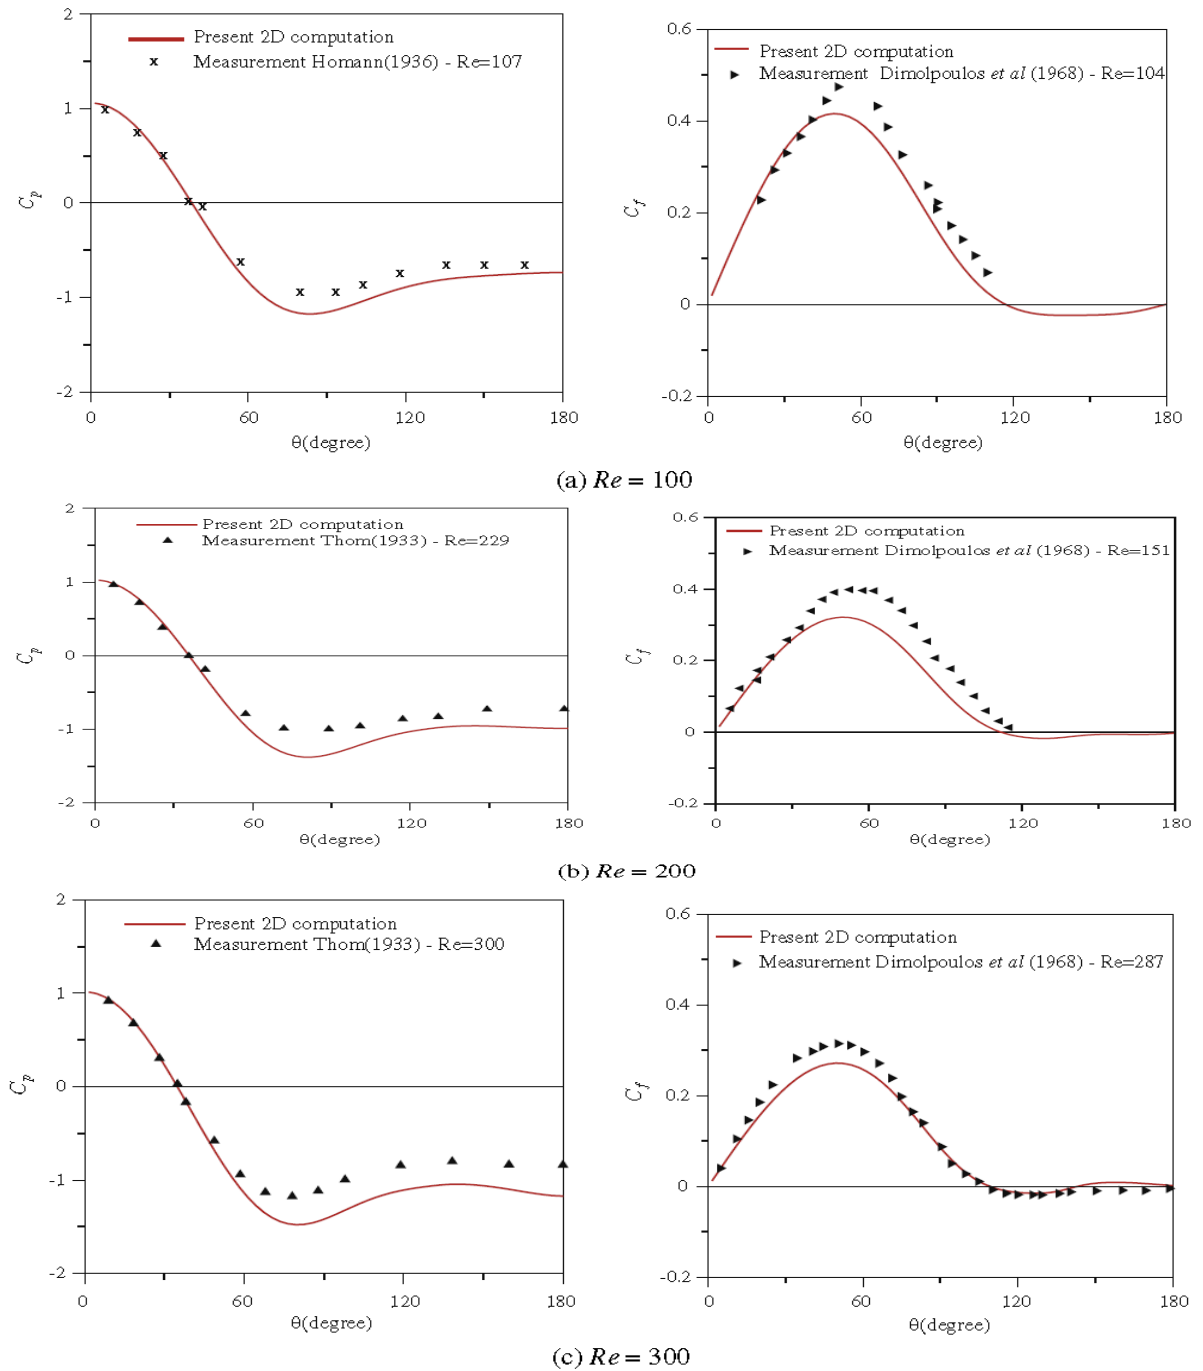 2
Present 2D computation
x Measurement Homann(1936) - Re=107
1
0
-1
-2
C_p
0 60 120 180
θ(degree)
0.6
Present 2D computation
Measurement Dimolpoulos et al (1968) - Re=104
0.4
0.2
0
-0.2
C_f
0 60 120 180
θ(degree)
(a) Re = 100
2
Present 2D computation
Measurement Thom(1933) - Re=229
1
0
-1
-2
C_p
0 60 120 180
θ(degree)
0.6
Present 2D computation
Measurement Dimolpoulos et al (1968) - Re=151
0.4
0.2
0
-0.2
C_f
0 60 120 180
θ(degree)
(b) Re = 200
2
Present 2D computation
Measurement Thom(1933) - Re=300
1
0
-1
-2
C_p
0 60 120 180
θ(degree)
0.6
Present 2D computation
Measurement Dimolpoulos et al (1968) - Re=287
0.4
0.2
0
-0.2
C_f
0 60 120 180
θ(degree)
(c) Re = 300